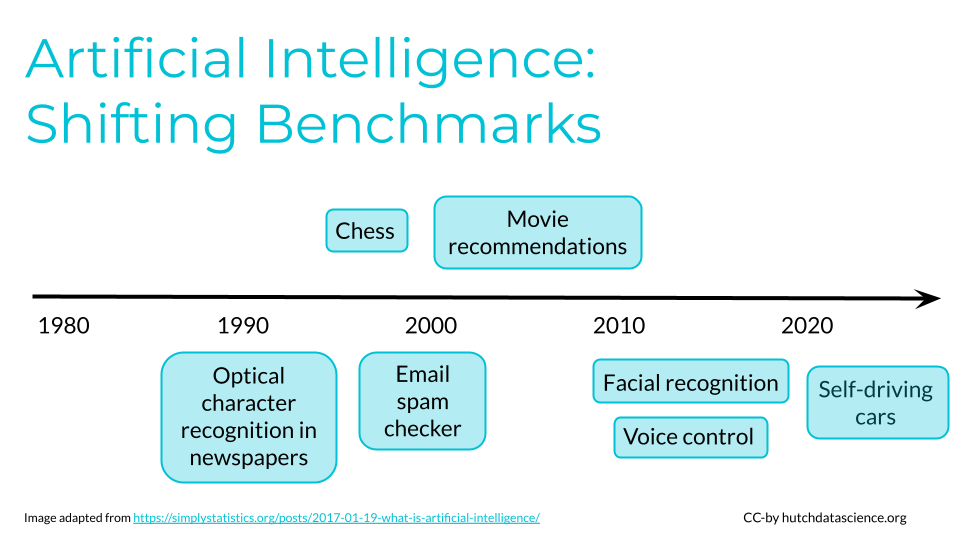 Artificial Intelligence:
Shifting Benchmarks
Chess
Movie
recommendations
1980
1990
2000
2010
2020
Optical
character
recognition in
newspapers
Email
spam
checker
Facial recognition
Voice control
Self-driving
cars
Image adapted from https://simplystatistics.org/posts/2017-01-19-what-is-artificial-intelligence/
CC-by hutchdatascience.org